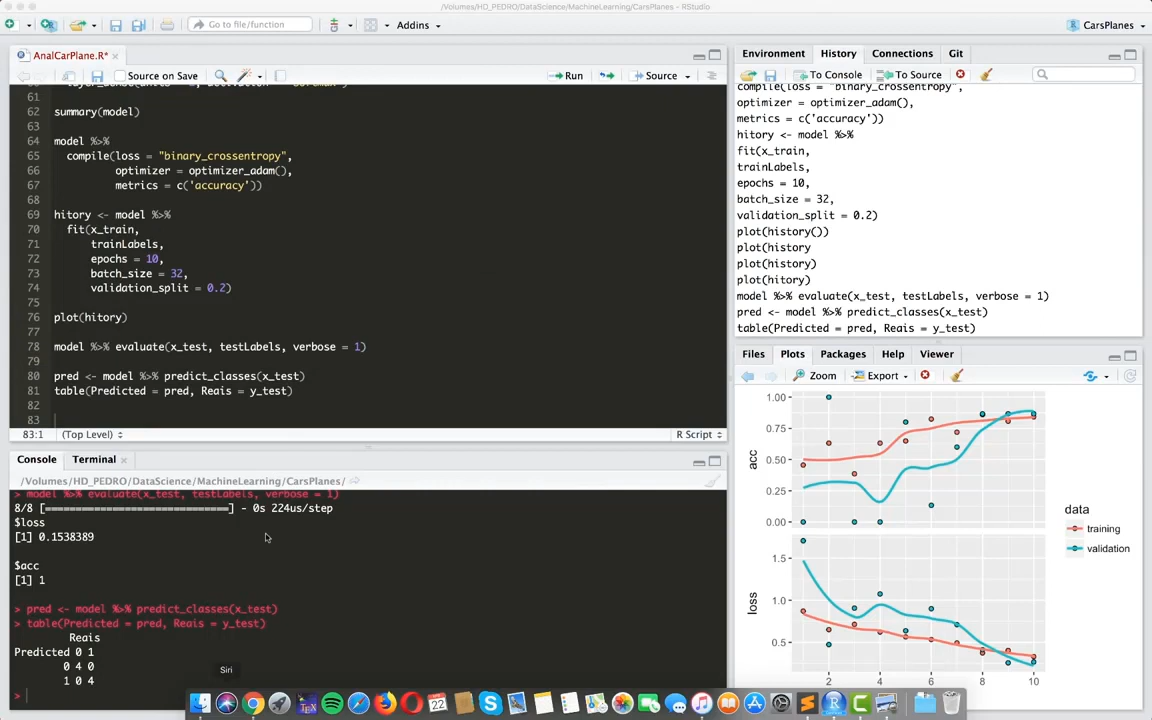 /Volumes/HD_PEDRO/DataScience/MachineLearning/CarsPlanes - RStudio
Go to file/function
Addins
CarsPlanes
AnalCarPlane.R*
Source on Save
Run
Source
61
62 summary(model)
63
64 model %>%
65 compile(loss = "binary_crossentropy",
66 optimizer = optimizer_adam(),
67 metrics = c('accuracy'))
68
69 hitory <- model %>%
70 fit(x_train,
71 trainLabels,
72 epochs = 10,
73 batch_size = 32,
74 validation_split = 0.2)
75
76 plot(hitory)
77
78 model %>% evaluate(x_test, testLabels, verbose = 1)
79
80 pred <- model %>% predict_classes(x_test)
81 table(Predicted = pred, Reais = y_test)
82
83
83:1 (Top Level) R Script
Console Terminal
/Volumes/HD_PEDRO/DataScience/MachineLearning/CarsPlanes/
> model %>% evaluate(x_test, testLabels, verbose = 1)
8/8 [==============================] - 0s 224us/step
$loss
[1] 0.1538389
$acc
[1] 1
> pred <- model %>% predict_classes(x_test)
> table(Predicted = pred, Reais = y_test)
Reais
Predicted 0 1
0 4 0
1 0 4
>
Siri
Environment History Connections Git
To Console To Source
compile(loss = "binary_crossentropy",
optimizer = optimizer_adam(),
metrics = c('accuracy'))
hitory <- model %>%
fit(x_train,
trainLabels,
epochs = 10,
batch_size = 32,
validation_split = 0.2)
plot(history())
plot(history
plot(history)
plot(hitory)
model %>% evaluate(x_test, testLabels, verbose = 1)
pred <- model %>% predict_classes(x_test)
table(Predicted = pred, Reais = y_test)
Files Plots Packages Help Viewer
Zoom Export
1.00
0.75
0.50
0.25
0.00
acc
1.5
1.0
0.5
loss
2 4 6 8 10
data
training
validation
22